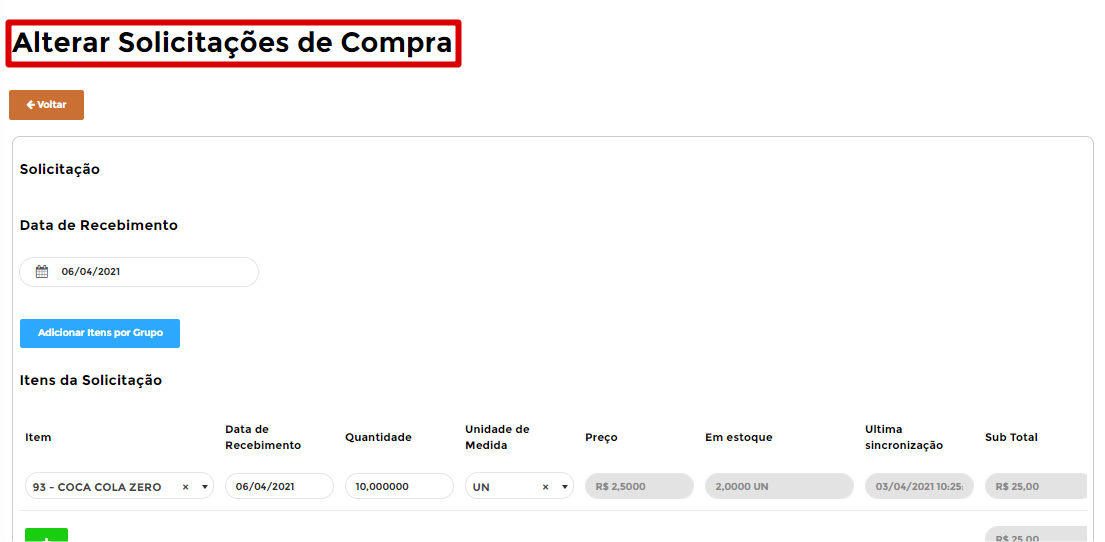 Alterar Solicitações de Compra
Voltar
Solicitação
Data de Recebimento
06/04/2021
Adicionar Itens por Grupo
Itens da Solicitação
Item Data de Recebimento Quantidade Unidade de Medida Preço Em estoque Ultima sincronização Sub Total
93 - COCA COLA ZERO × 06/04/2021 10,000000 UN × R$ 2,5000 2,0000 UN 03/04/2021 10:25: R$ 25,00
R$ 25,00